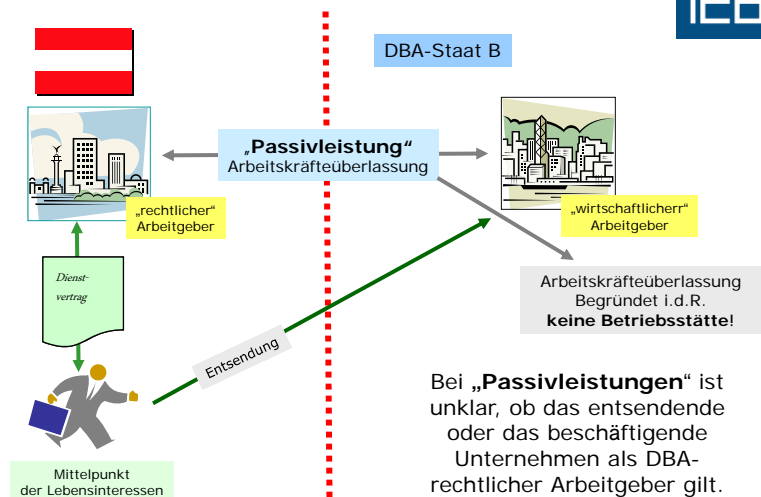 DBA-Staat B
„Passivleistung“
Arbeitskräfteüberlassung
„rechtlicher“
Arbeitgeber
„wirtschaftlicherr“
Arbeitgeber
Dienst-
vertrag
Entsendung
Arbeitskräfteüberlassung
Begründet i.d.R.
keine Betriebsstätte!
Mittelpunkt
der Lebensinteressen
Bei „Passivleistungen“ ist
unklar, ob das entsendende
oder das beschäftigende
Unternehmen als DBA-
rechtlicher Arbeitgeber gilt.